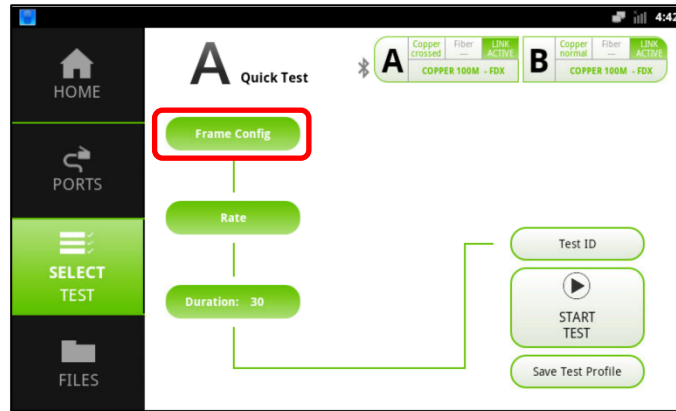 4:42
HOME
PORTS
SELECT
TEST
FILES
A Quick Test
A
Copper
crossed
Fiber
---
LINK
ACTIVE
COPPER 100M - FDX
B
Copper
normal
Fiber
---
LINK
ACTIVE
COPPER 100M - FDX
Frame Config
Rate
Duration: 30
Test ID
START
TEST
Save Test Profile